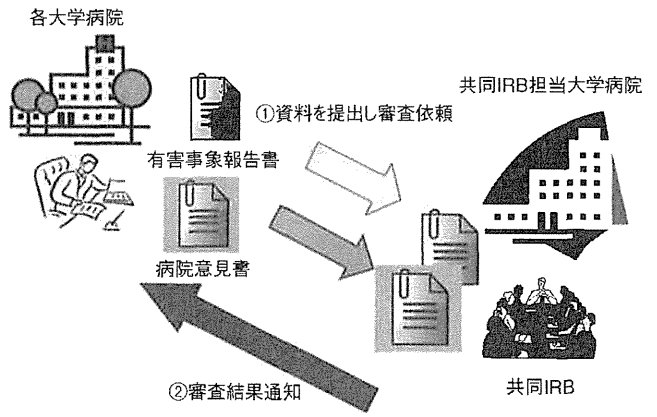 各大学病院
共同IRB担当大学病院
①資料を提出し審査依頼
有害事象報告書
病院意見書
②審査結果通知
共同IRB